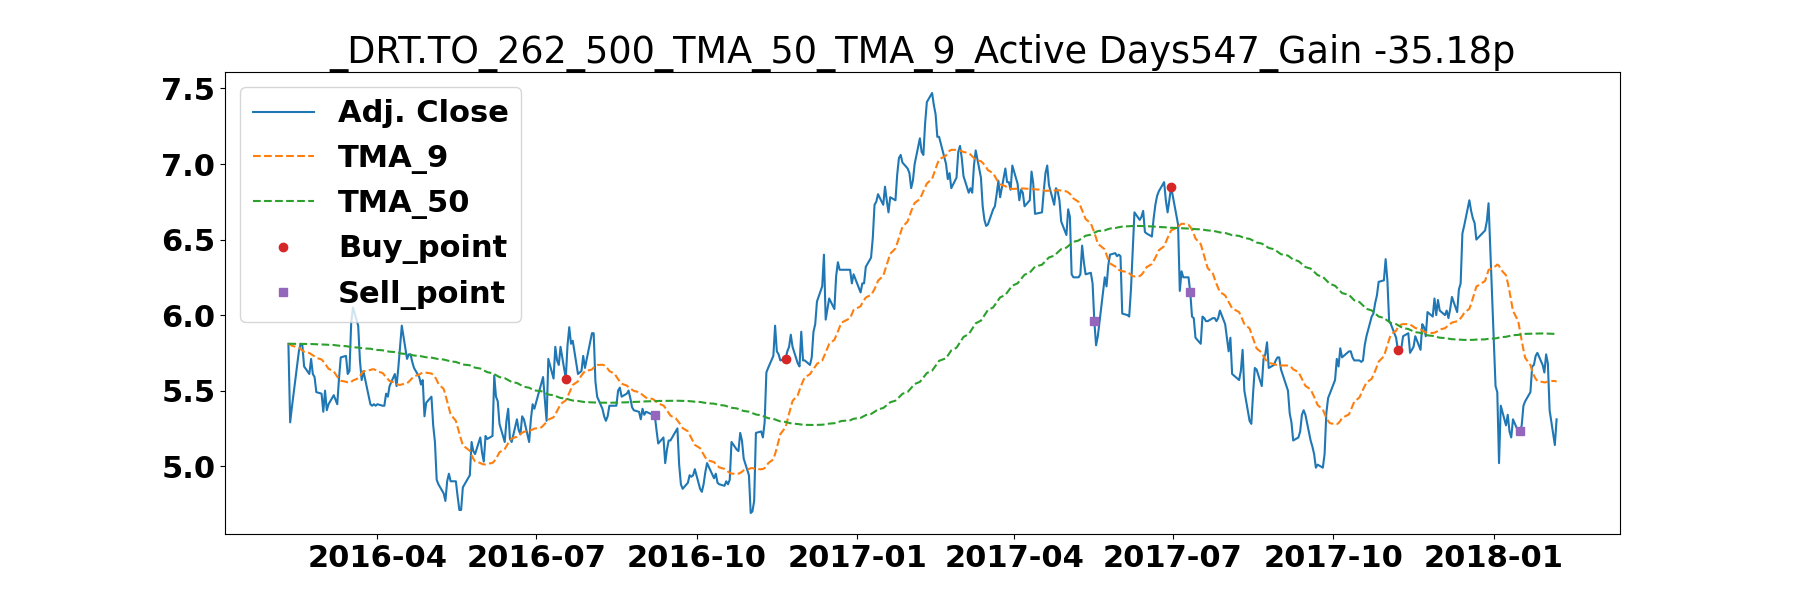 _DRT.TO_262_500_TMA_50_TMA_9_Active Days547_Gain -35.18p
7.5
7.0
6.5
6.0
5.5
5.0
Adj. Close
TMA_9
TMA_50
Buy_point
Sell_point
2016-04 2016-07 2016-10 2017-01 2017-04 2017-07 2017-10 2018-01